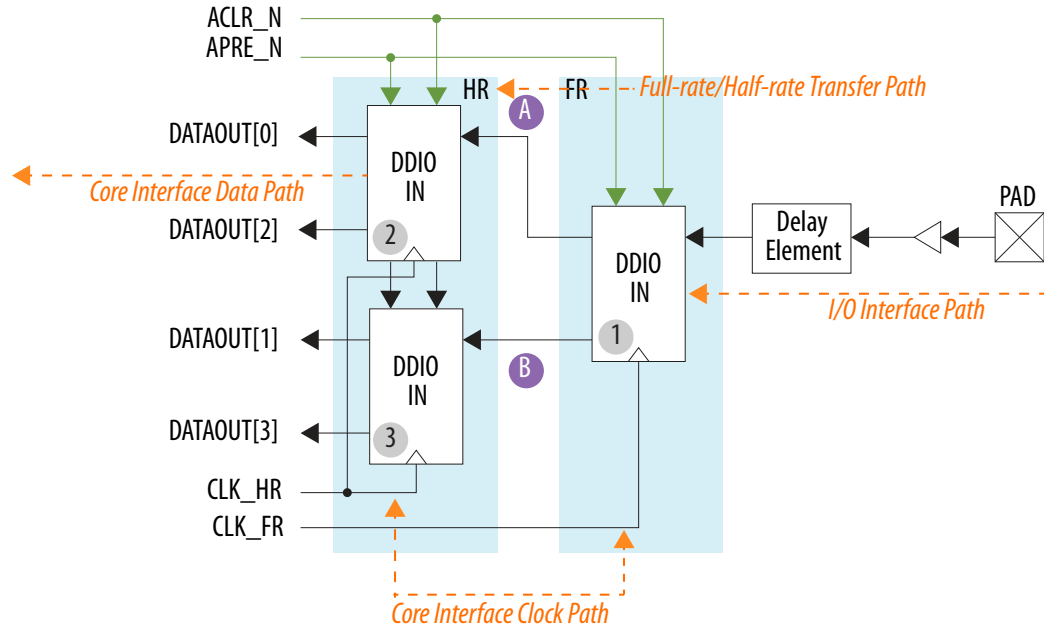 ACLR_N
APRE_N
HR
FR
Full-rate/Half-rate Transfer Path
A
DATAOUT[0]
DDIO
IN
Core Interface Data Path
DATAOUT[2]
2
PAD
Delay
Element
DDIO
IN
I/O Interface Path
DATAOUT[1]
1
DDIO
IN
B
DATAOUT[3]
3
CLK_HR
CLK_FR
Core Interface Clock Path